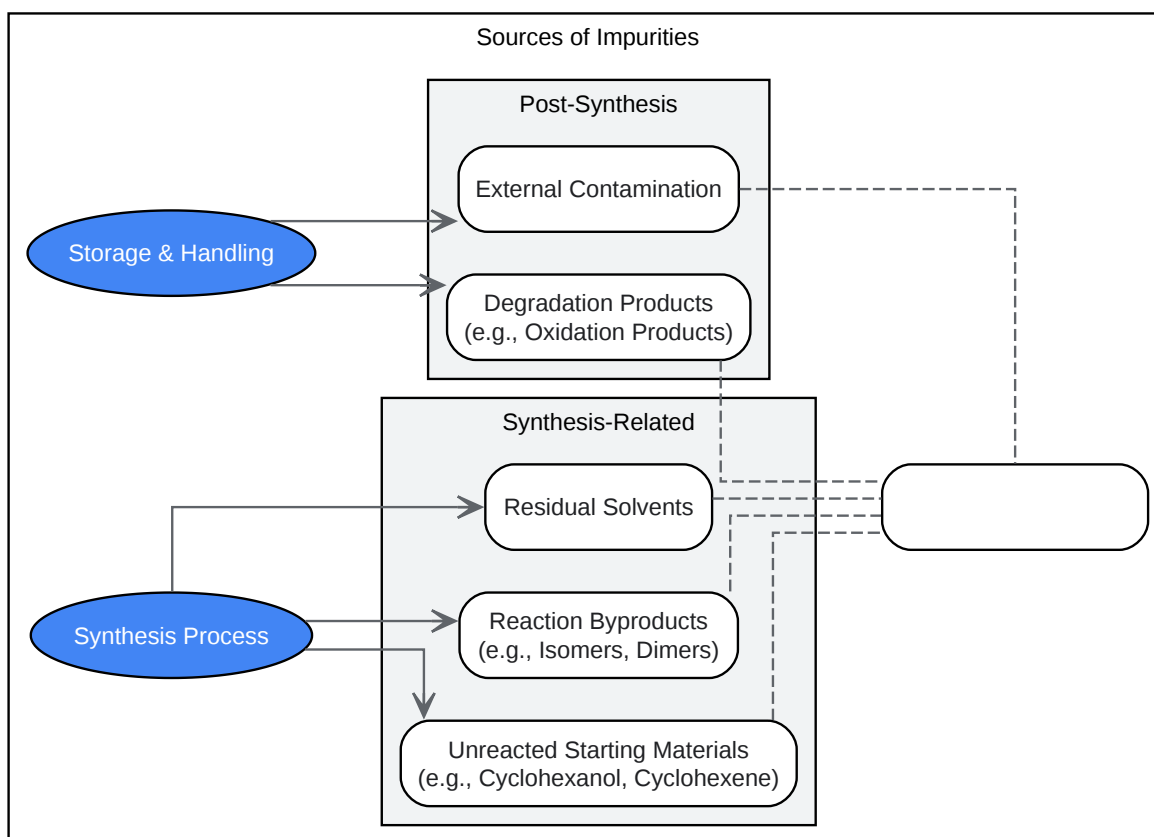 Sources of Impurities
Post-Synthesis
External Contamination
Storage & Handling
Degradation Products
(e.g., Oxidation Products)
Synthesis-Related
Residual Solvents
Synthesis Process
Reaction Byproducts
(e.g., Isomers, Dimers)
Unreacted Starting Materials
(e.g., Cyclohexanol, Cyclohexene)